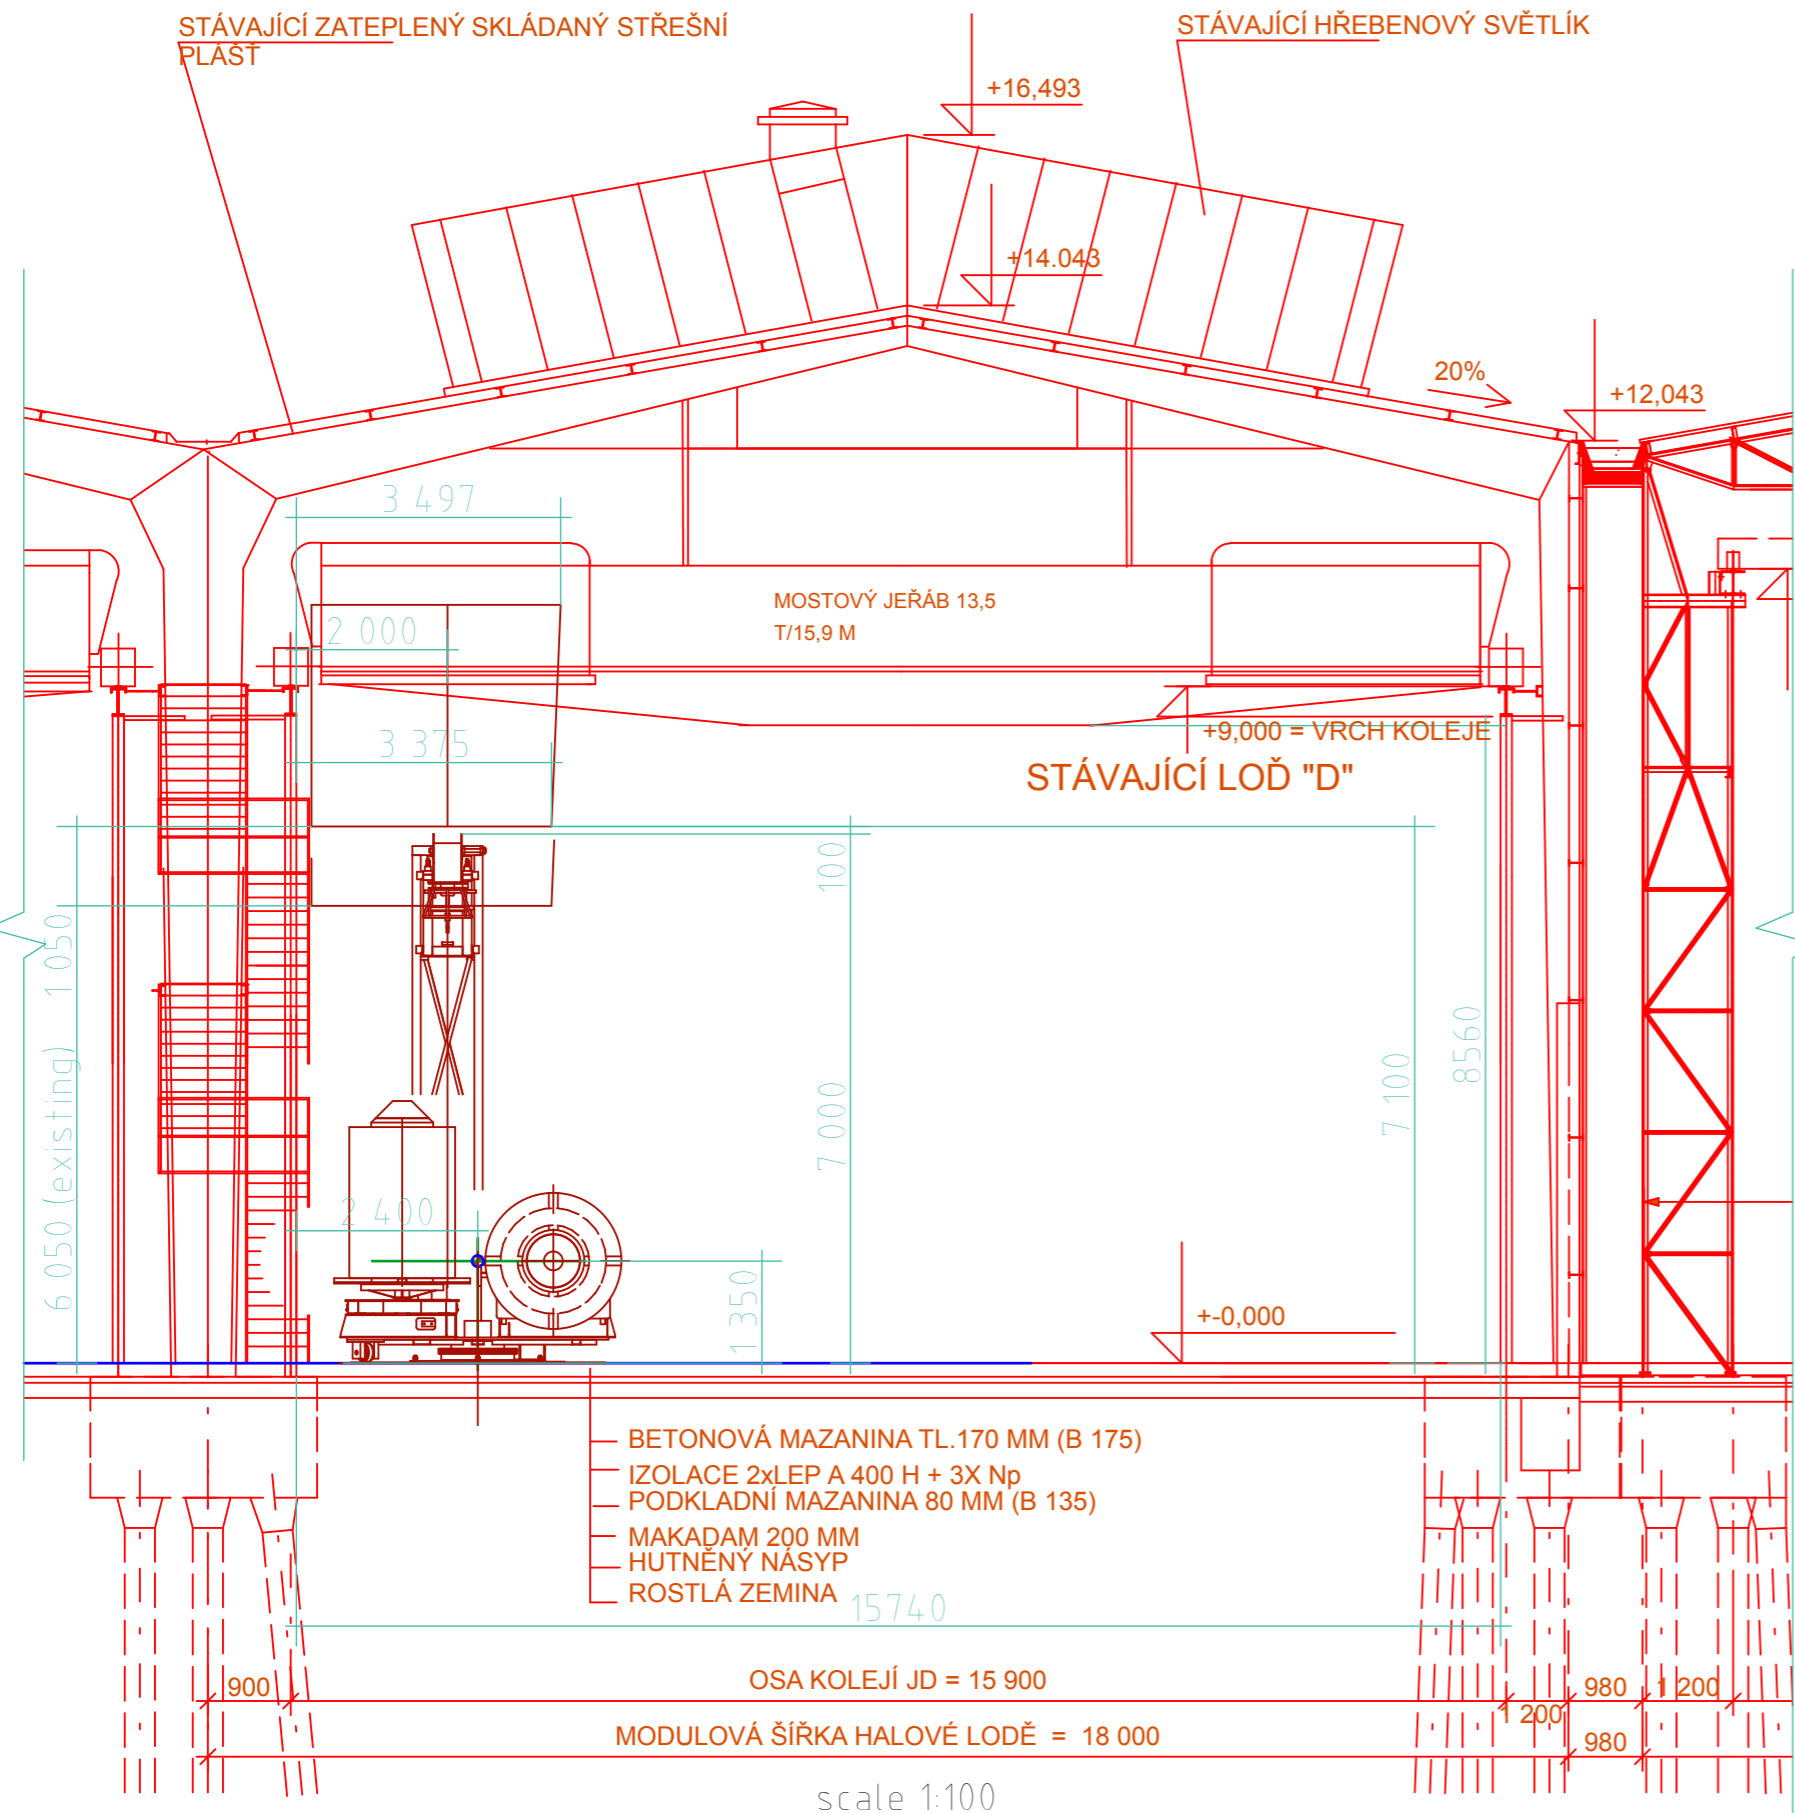 STÁVAJÍCÍ ZATEPLENÝ SKLÁDANÝ STŘEŠNÍ
PLÁŠŤ
STÁVAJÍCÍ HŘEBENOVÝ SVĚTLÍK
+16,493
+14.043
20%
+12,043
3 497
MOSTOVÝ JEŘÁB 13,5
T/15,9 M
2 000
3 375
+9,000 = VRCH KOLEJE
STÁVAJÍCÍ LOĎ "D"
100
1 050
6 050 (existing)
7 000
7 100
8560
2 400
1 350
+-0,000
BETONOVÁ MAZANINA TL.170 MM (B 175)
IZOLACE 2xLEP A 400 H + 3X Np
PODKLADNÍ MAZANINA 80 MM (B 135)
MAKADAM 200 MM
HUTNĚNÝ NÁSYP
ROSTLÁ ZEMINA
15740
900
OSA KOLEJÍ JD = 15 900
1 200
980
1 200
MODULOVÁ ŠÍŘKA HALOVÉ LODĚ = 18 000
980
scale 1:100